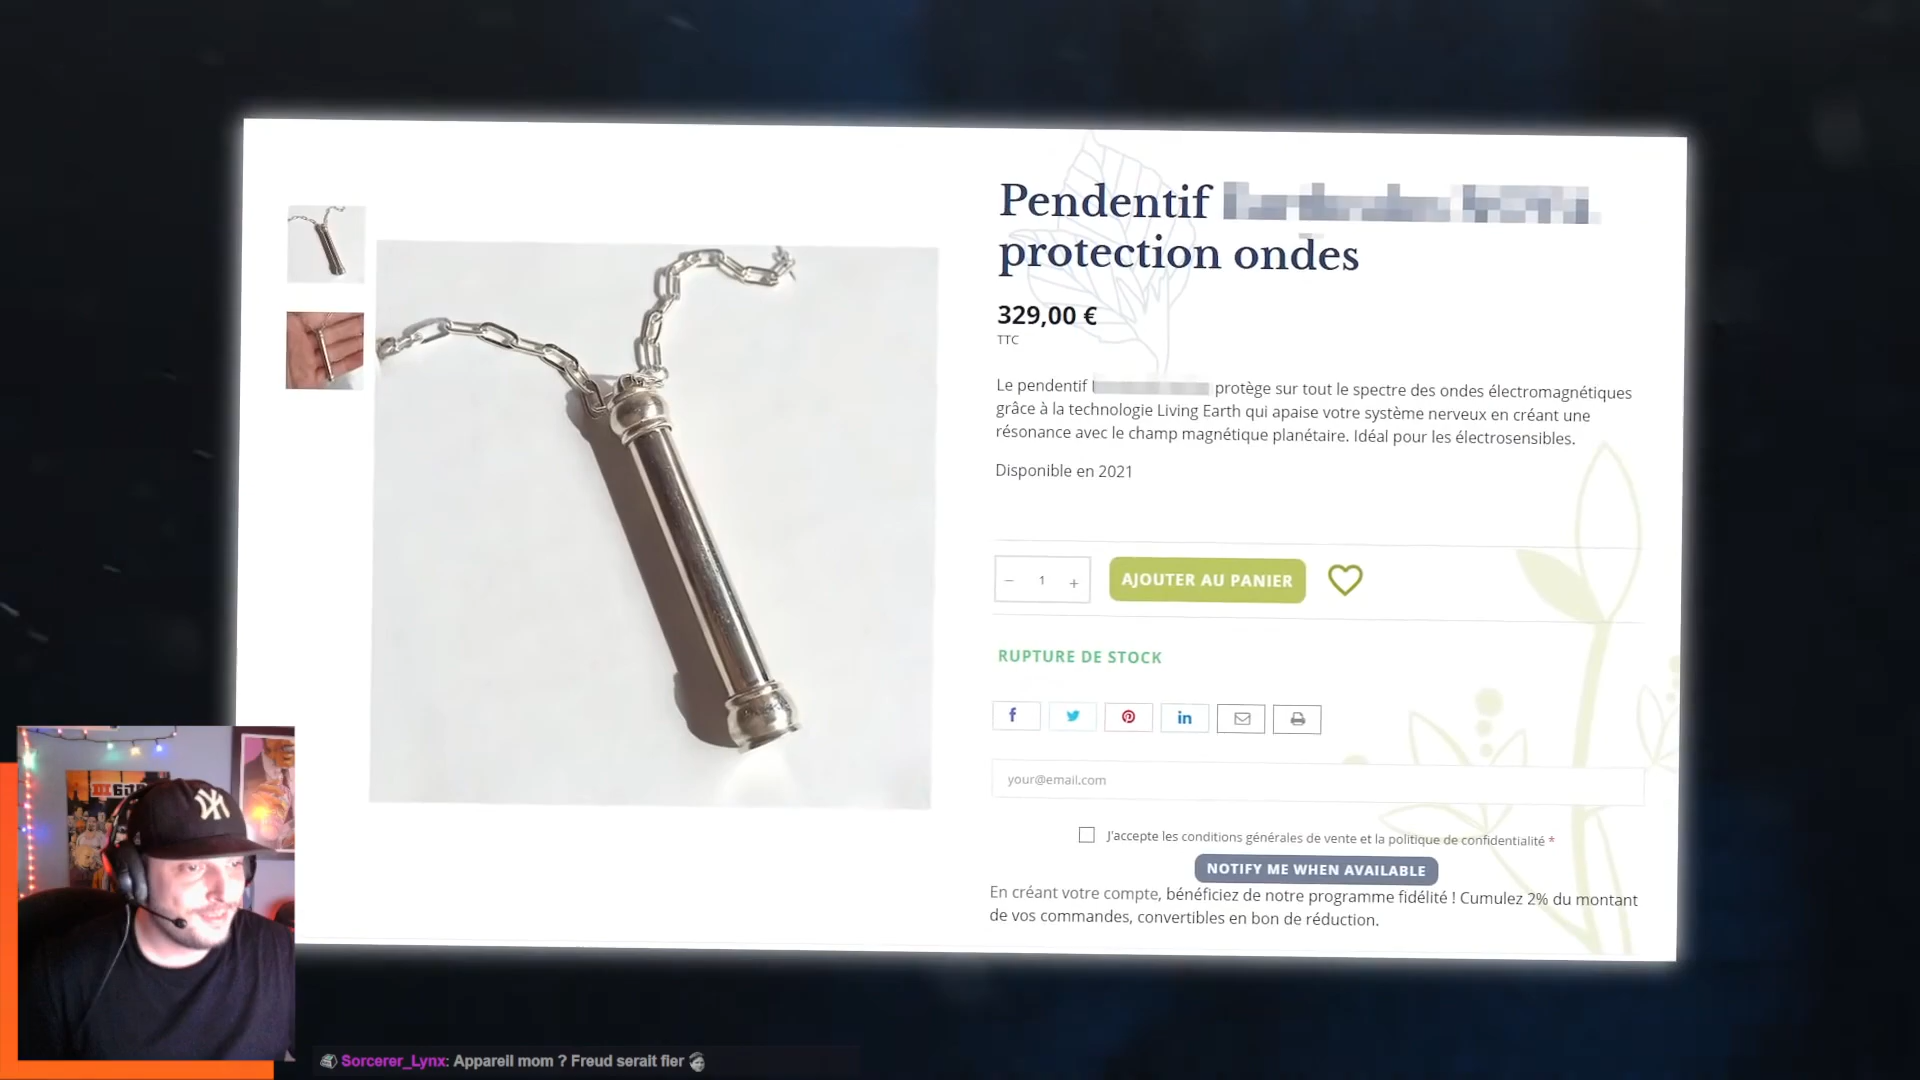 Pendentif
protection ondes
329,00 €
TTC
Le pendentif protège sur tout le spectre des ondes électromagnétiques
grâce à la technologie Living Earth qui apaise votre système nerveux en créant une
résonance avec le champ magnétique planétaire. Idéal pour les électrosensibles.
Disponible en 2021
− 1 +
AJOUTER AU PANIER
RUPTURE DE STOCK
your@email.com
J'accepte les conditions générales de vente et la politique de confidentialité *
NOTIFY ME WHEN AVAILABLE
En créant votre compte, bénéficiez de notre programme fidélité ! Cumulez 2% du montant
de vos commandes, convertibles en bon de réduction.
Sorcerer_Lynx: Appareil mom ? Freud serait fier